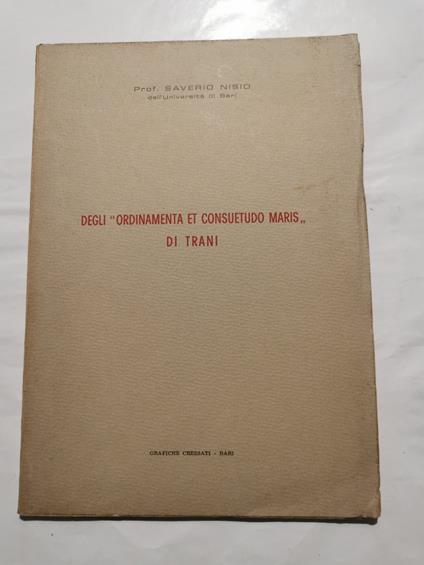 Prof. SAVERIO NISIO
dell'Università di Bari
DEGLI "ORDINAMENTA ET CONSUETUDO MARIS„
DI TRANI
GRAFICHE CRESSATI - BARI